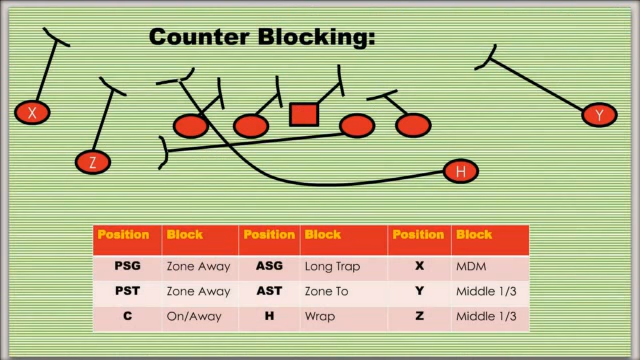 Counter Blocking:
X
Z
Y
H
Position Block Position Block Position Block
PSG Zone Away ASG Long Trap X MDM
PST Zone Away AST Zone To Y Middle 1/3
C On/Away H Wrap Z Middle 1/3